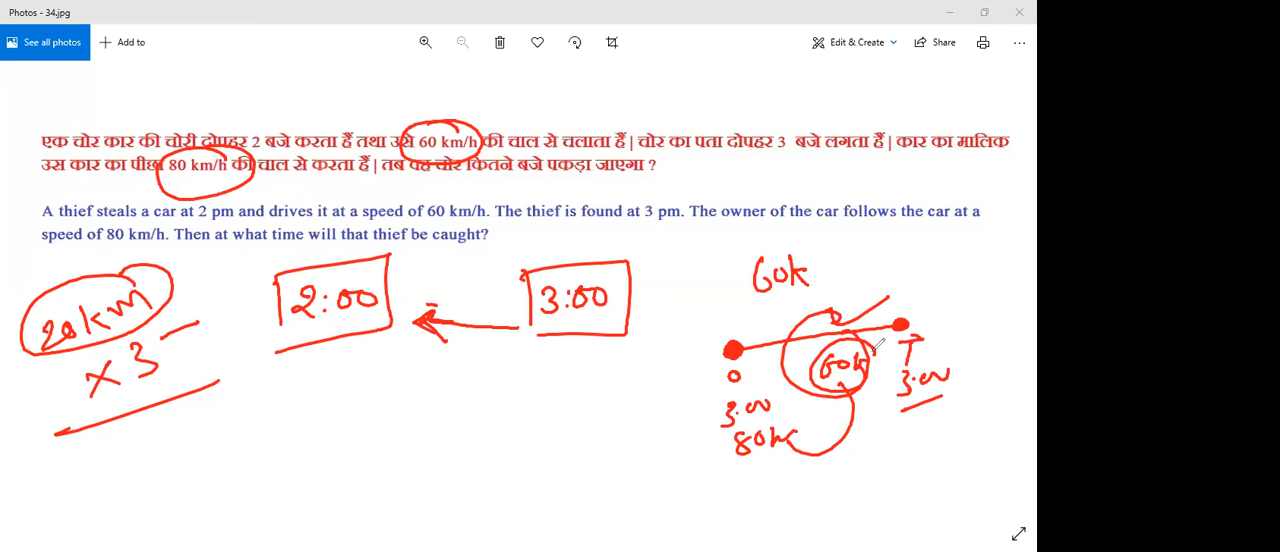 Photos - 34.jpg
See all photos
Add to
Edit & Create
Share
एक चोर कार की चोरी दोपहर 2 बजे करता हैं तथा उसे 60 km/h की चाल से चलाता हैं | चोर का पता दोपहर 3 बजे लगता हैं | कार का मालिक
उस कार का पीछा 80 km/h की चाल से करता हैं | तब वह चोर कितने बजे पकड़ा जाएगा ?
A thief steals a car at 2 pm and drives it at a speed of 60 km/h. The thief is found at 3 pm. The owner of the car follows the car at a
speed of 80 km/h. Then at what time will that thief be caught?
60k
20km
2:00
3:00
x 3
60k
T
O
3:00
3:00
80k